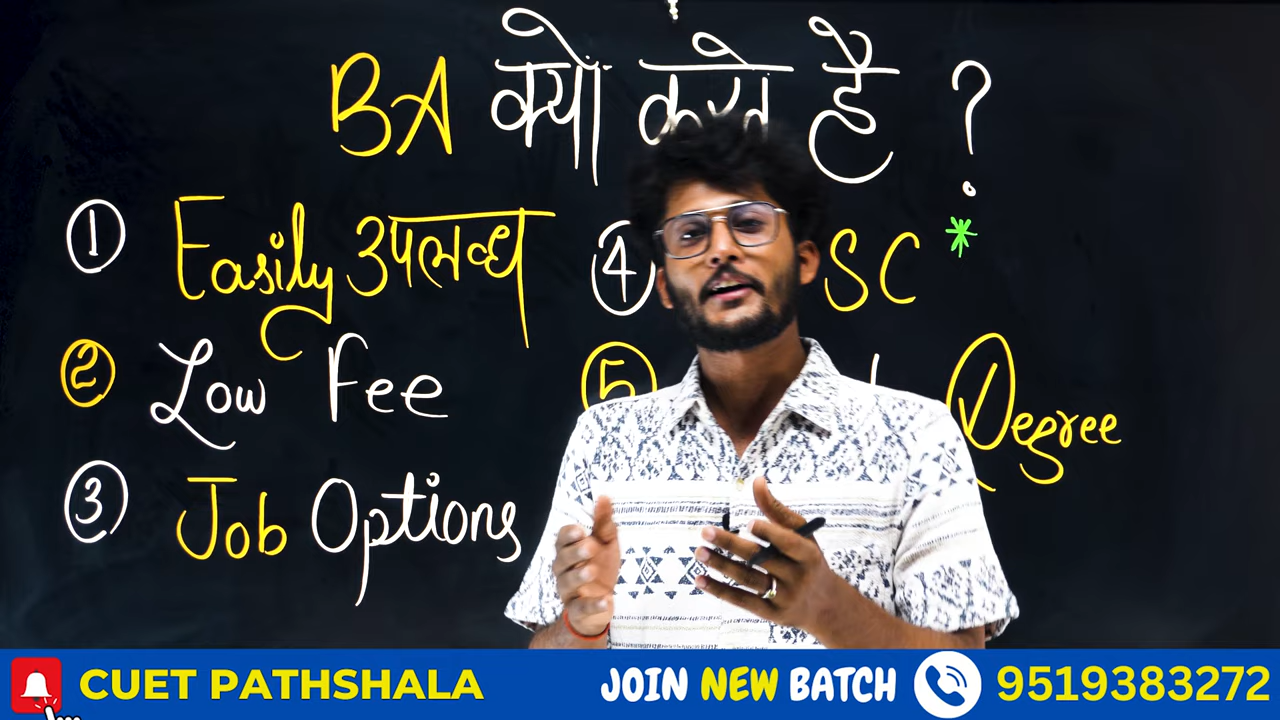 BA क्यों करते है ?
① Easily उपलब्ध
② Low Fee
③ Job Options
④ SC *
⑤ Degree
CUET PATHSHALA
JOIN NEW BATCH 9519383272